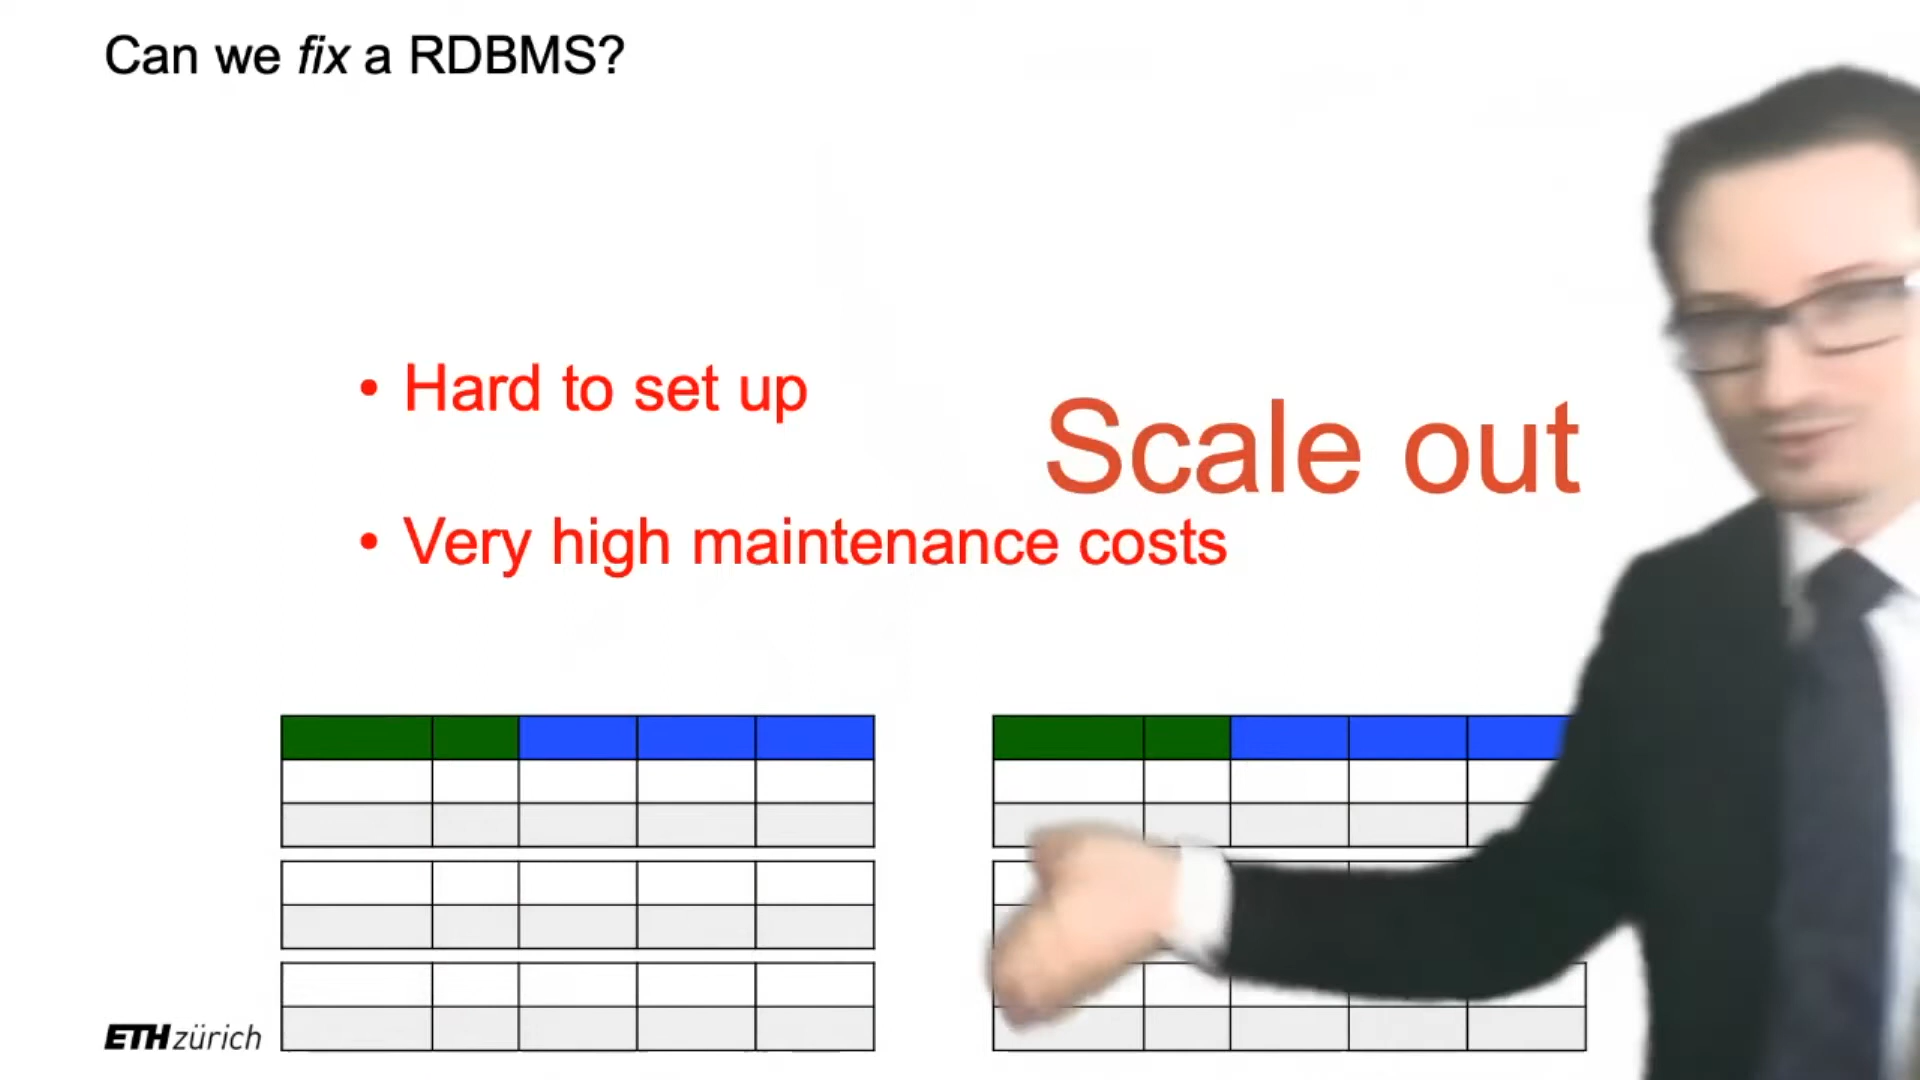 Can we fix a RDBMS?
• Hard to set up
Scale out
• Very high maintenance costs
ETH zürich